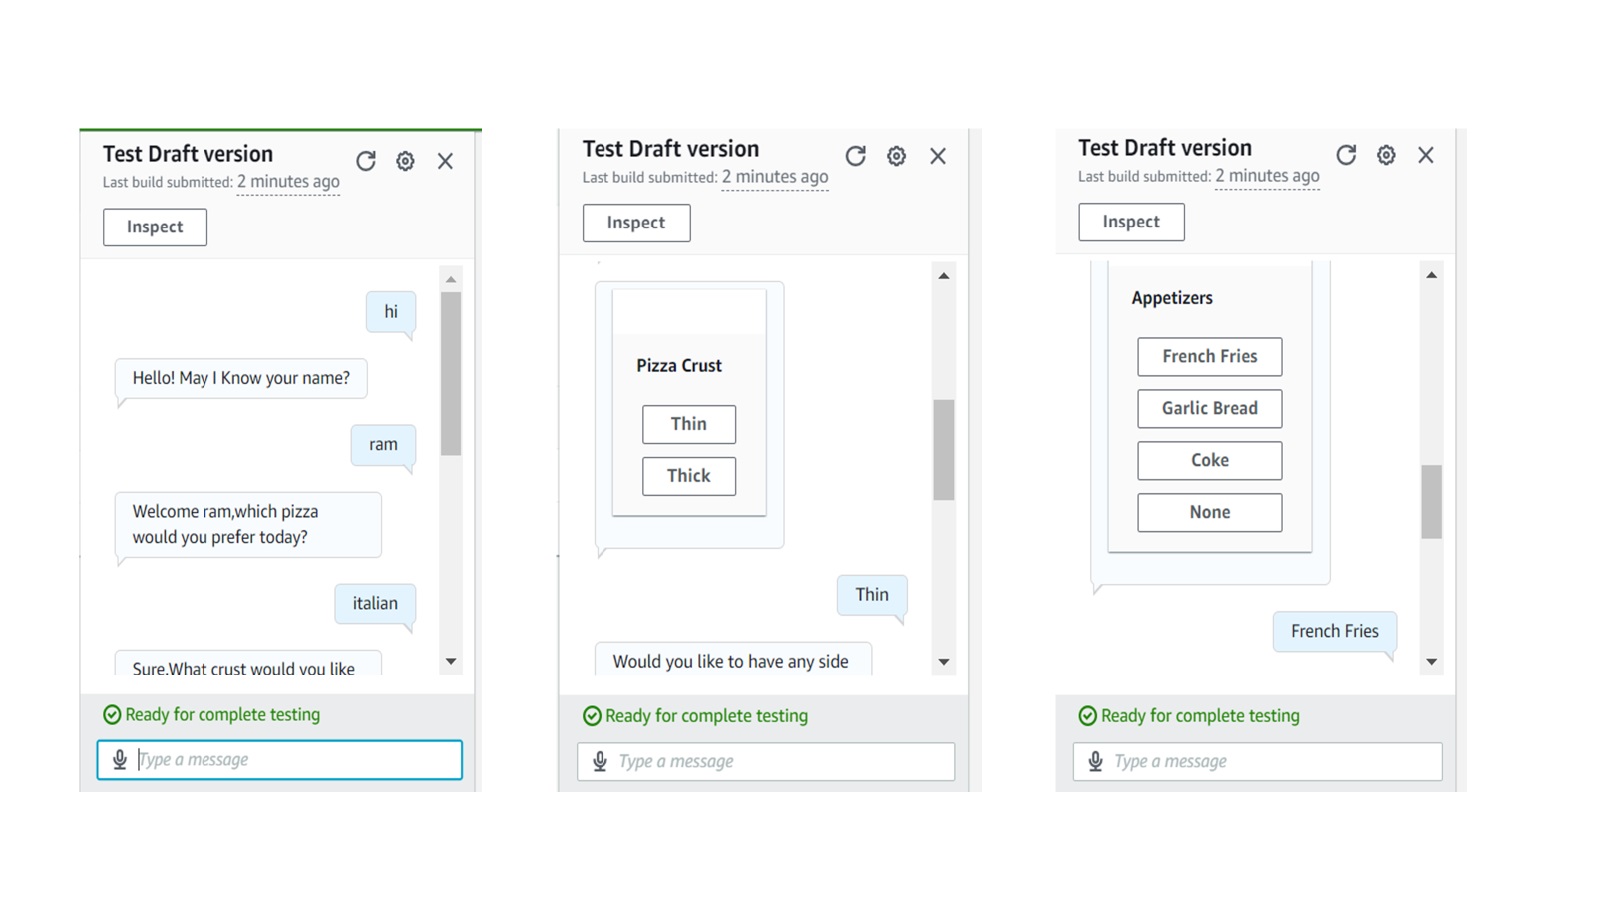 Test Draft version
Last build submitted: 2 minutes ago
Inspect
hi
Hello! May I Know your name?
ram
Welcome ram,which pizza
would you prefer today?
italian
Sure.What crust would you like
Ready for complete testing
Type a message
Test Draft version
Last build submitted: 2 minutes ago
Inspect
Pizza Crust
Thin
Thick
Thin
Would you like to have any side
Ready for complete testing
Type a message
Test Draft version
Last build submitted: 2 minutes ago
Inspect
Appetizers
French Fries
Garlic Bread
Coke
None
French Fries
Ready for complete testing
Type a message